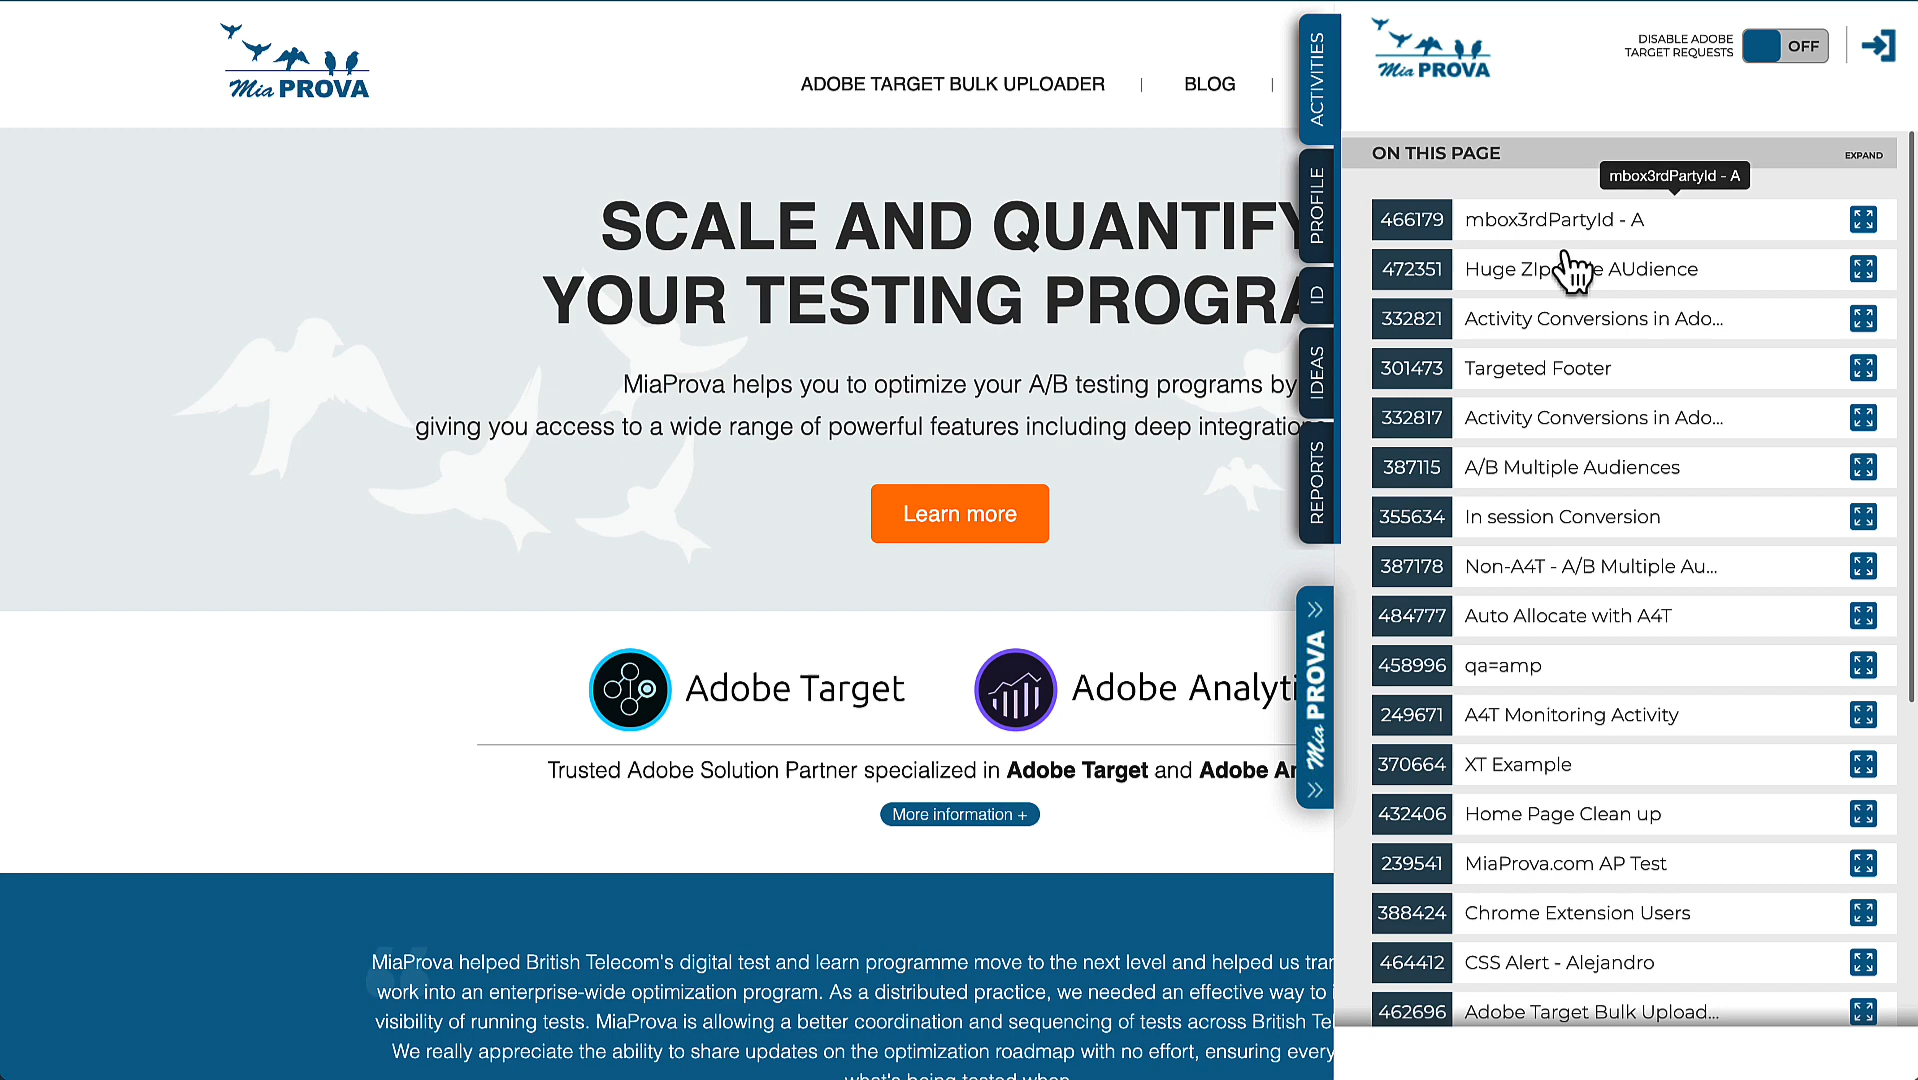 Mia PROVA
ADOBE TARGET BULK UPLOADER | BLOG |
SCALE AND QUANTIFY
YOUR TESTING PROGRA
MiaProva helps you to optimize your A/B testing programs by
giving you access to a wide range of powerful features including deep
Learn more
Adobe Target
Adobe Analyti
Trusted Adobe Solution Partner specialized in Adobe Target and Adobe
More information +
MiaProva helped British Telecom's digital test and learn programme move to the next level and helped us
work into an enterprise-wide optimization program. As a distributed practice, we needed an effective way to
visibility of running tests. MiaProva is allowing a better coordination and sequencing of tests across British
We really appreciate the ability to share updates on the optimization roadmap with no effort, ensuring every
what's being tested when
ACTIVITIES
PROFILE
ID
IDEAS
REPORTS
Mia PROVA
Mia PROVA
DISABLE ADOBE
TARGET REQUESTS
OFF
ON THIS PAGE
EXPAND
mbox3rdPartyId - A
466179 mbox3rdPartyId - A
472351 Huge AUdience
332821 Activity Conversions in Ado...
301473 Targeted Footer
332817 Activity Conversions in Ado...
387115 A/B Multiple Audiences
355634 In session Conversion
387178 Non-A4T - A/B Multiple Au...
484777 Auto Allocate with A4T
458996 qa=amp
249671 A4T Monitoring Activity
370664 XT Example
432406 Home Page Clean up
239541 MiaProva.com AP Test
388424 Chrome Extension Users
464412 CSS Alert - Alejandro
462696 Adobe Target Bulk Upload...